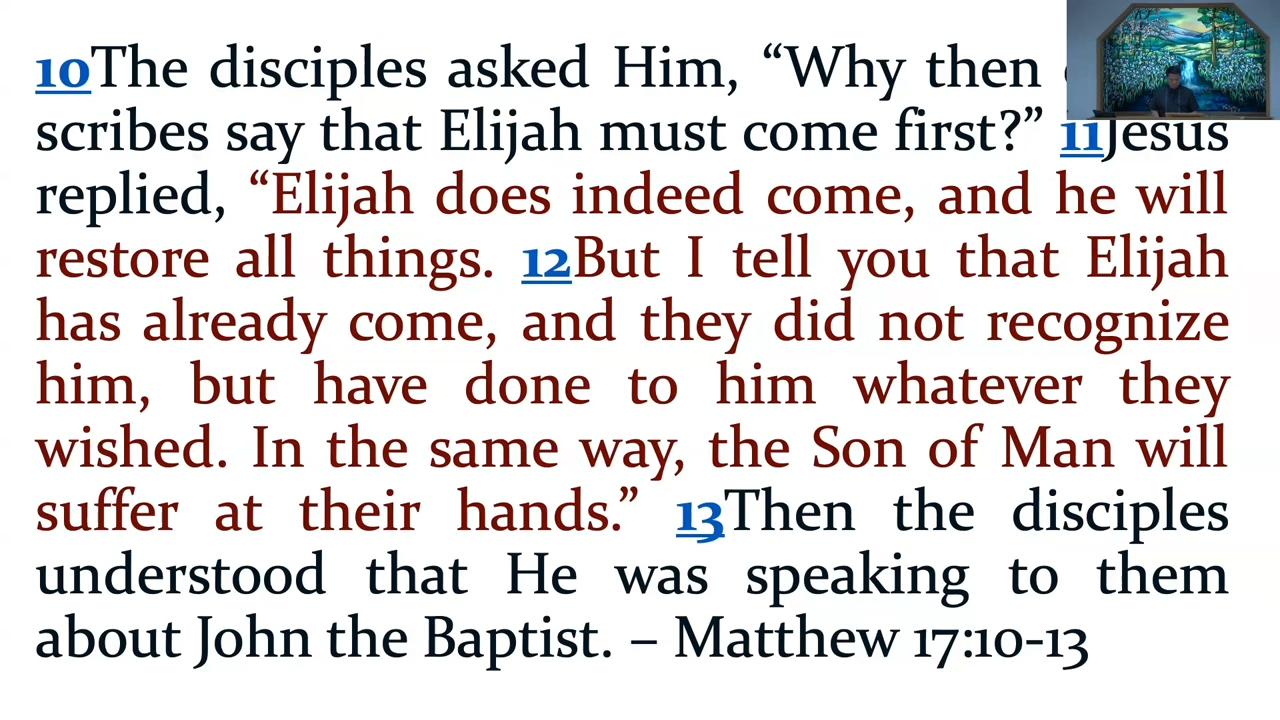 10The disciples asked Him, “Why then
scribes say that Elijah must come first?” 11Jesus
replied, “Elijah does indeed come, and he will
restore all things. 12But I tell you that Elijah
has already come, and they did not recognize
him, but have done to him whatever they
wished. In the same way, the Son of Man will
suffer at their hands.” 13Then the disciples
understood that He was speaking to them
about John the Baptist. – Matthew 17:10-13